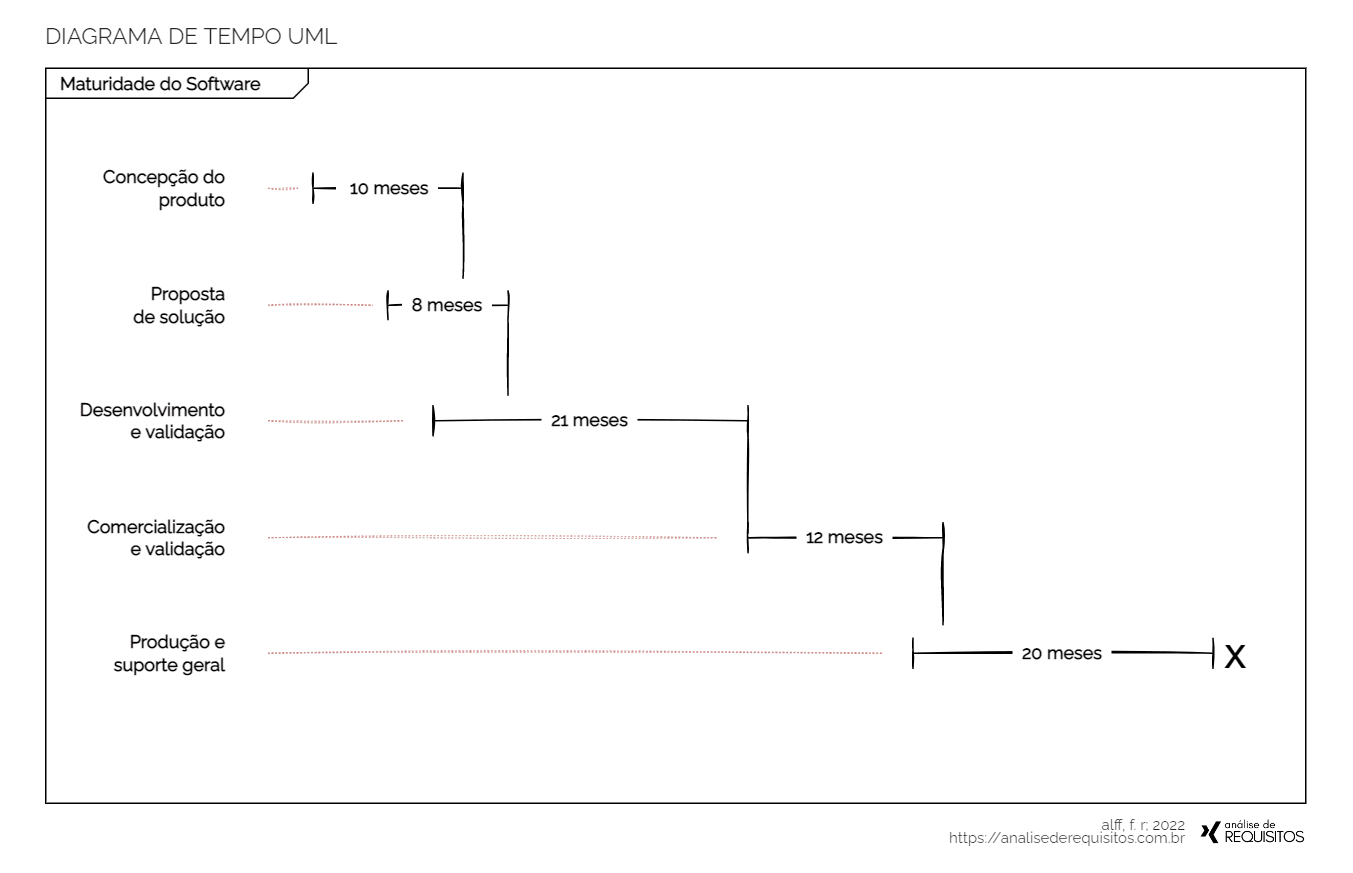 DIAGRAMA DE TEMPO UML
Maturidade do Software
Concepção do
produto
10 meses
Proposta
de solução
8 meses
Desenvolvimento
e validação
21 meses
Comercialização
e validação
12 meses
Produção e
suporte geral
20 meses
X
alff, f. r; 2022
https://analisederequisitos.com.br
análise de
REQUISITOS